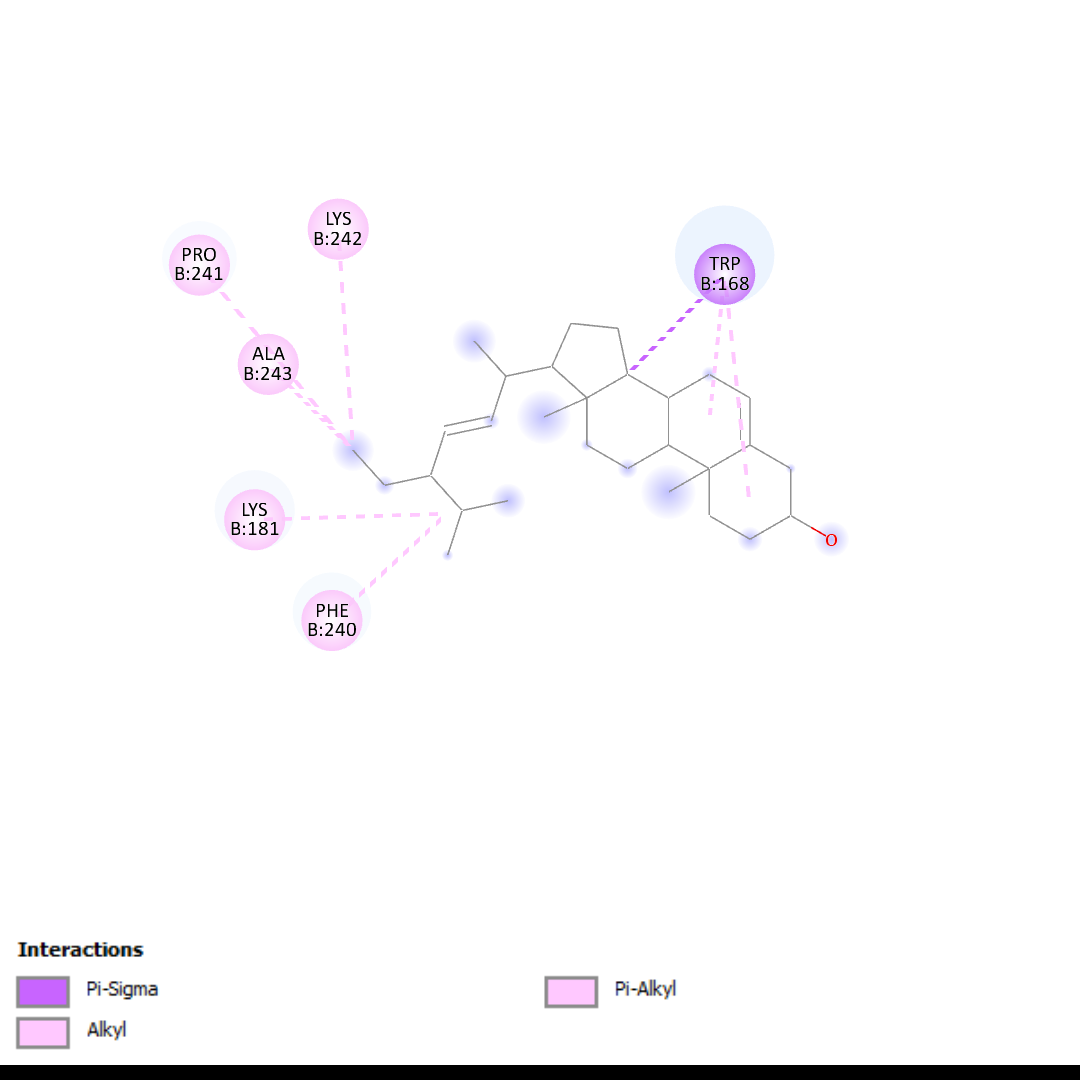 LYS
B:242
PRO
B:241
TRP
B:168
ALA
B:243
LYS
B:181
O
PHE
B:240
Interactions
Pi-Sigma
Pi-Alkyl
Alkyl